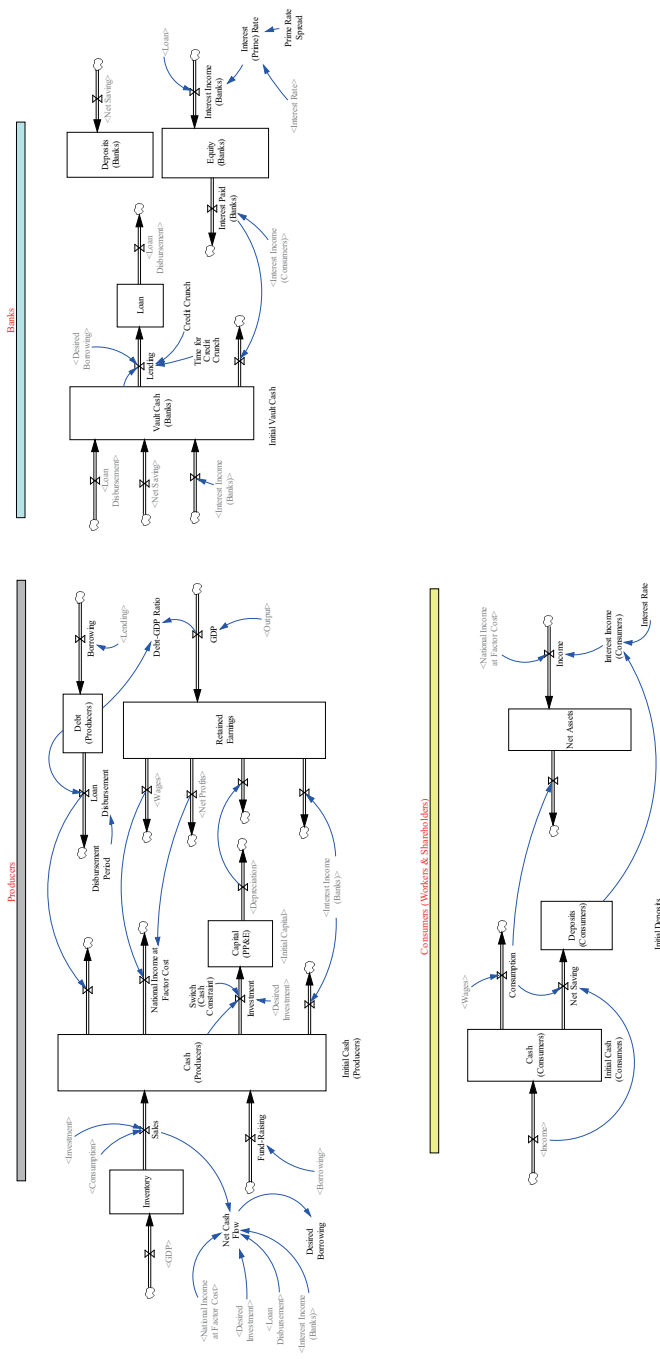 Producers
<GDP>
Inventory
<Investment>
<Consumption>
Sales
<National Income
at Factor Cost>
Net Cash
Flow
<Desired
Investment>
<Loan
Disbursement>
<Interest Income
(Banks)>
Desired
Borrowing
Fund-Raising
<Borrowing>
Cash
(Producers)
Initial Cash
(Producers)
National Income at
Factor Cost
Switch
(Cash
Constraint)
Investment
<Desired
Investment>
Capital
(PP&E)
<Initial Capital>
<Depreciation>
<Interest Income
(Banks)>
Disbursement
Period
Loan
Disbursement
Debt
(Producers)
Borrowing
<Lending>
Debt-GDP Ratio
<Wages>
<Net Profits>
Retained
Earnings
GDP
<Output>
Banks
<Loan
Disbursement>
<Net Saving>
<Interest Income
(Banks)>
Vault Cash
(Banks)
Initial Vault Cash
<Desired
Borrowing>
Lending
Time for
Credit
Crunch
Credit Crunch
Loan
<Loan
Disbursement>
<Interest Income
(Consumers)>
Deposits
(Banks)
<Net Saving>
Interest Paid
(Banks)
Equity
(Banks)
<Loan>
Interest Income
(Banks)
Interest
(Prime) Rate
Prime Rate
Spread
<Interest Rate>
Consumers (Workers & Shareholders)
<Income>
Cash
(Consumers)
Initial Cash
(Consumers)
<Wages>
Consumption
Net Saving
Deposits
(Consumers)
Initial Deposits
Net Assets
<National Income
at Factor Cost>
Income
Interest Income
(Consumers)
Interest Rate